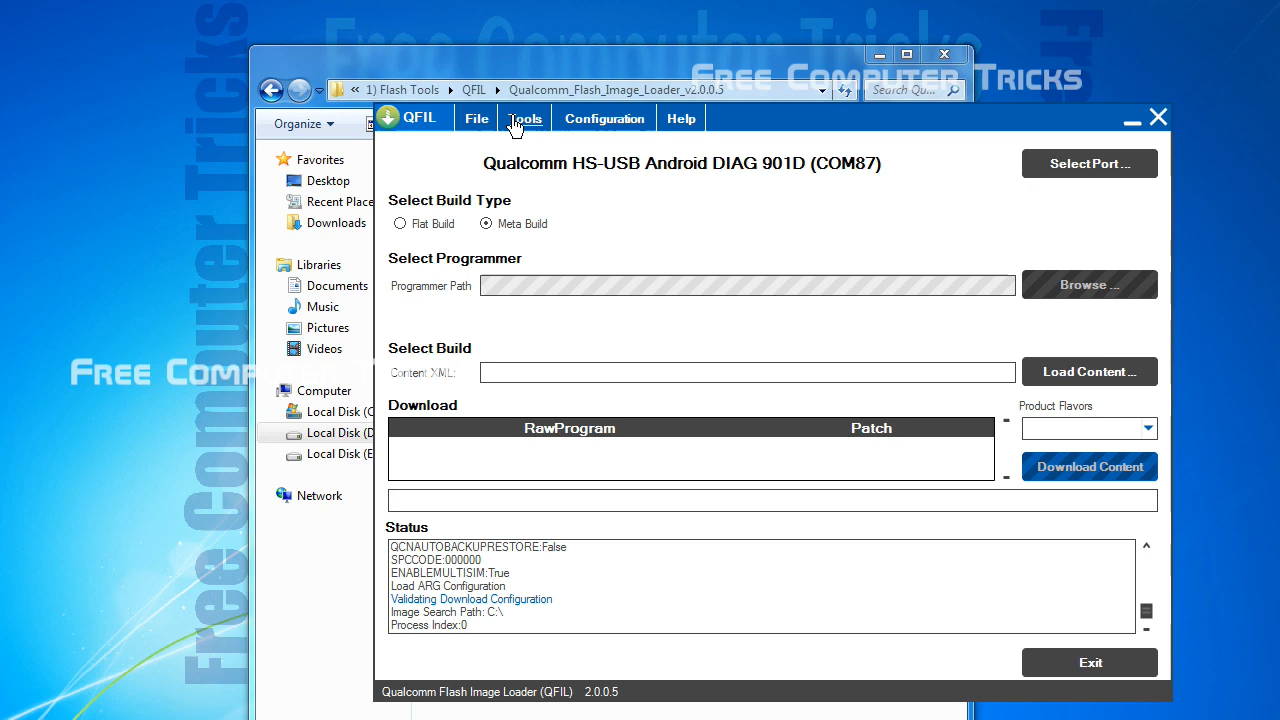 Free Computer Tricks
Free Computer Tricks
Free
Free Computer Tricks
1) Flash Tools
QFIL
Qualcomm_Flash_Image_Loader_v2.0.0.5
Search Qu...
Organize
Favorites
Desktop
Recent Place
Downloads
Libraries
Documents
Music
Pictures
Videos
Computer
Local Disk (C
Local Disk (D
Local Disk (E
Network
Free Computer T
QFIL
File
Tools
Configuration
Help
Qualcomm HS-USB Android DIAG 901D (COM87)
Select Port ...
Select Build Type
Flat Build
Meta Build
Select Programmer
Programmer Path
Browse ...
Select Build
Content XML:
Load Content ...
Download
Product Flavors
RawProgram
Patch
Download Content
Status
QCNAUTOBACKUPRESTORE:False
SPCCODE:000000
ENABLEMULTISIM:True
Load ARG Configuration
Validating Download Configuration
Image Search Path: C:\
Process Index:0
Exit
Qualcomm Flash Image Loader (QFIL) 2.0.0.5